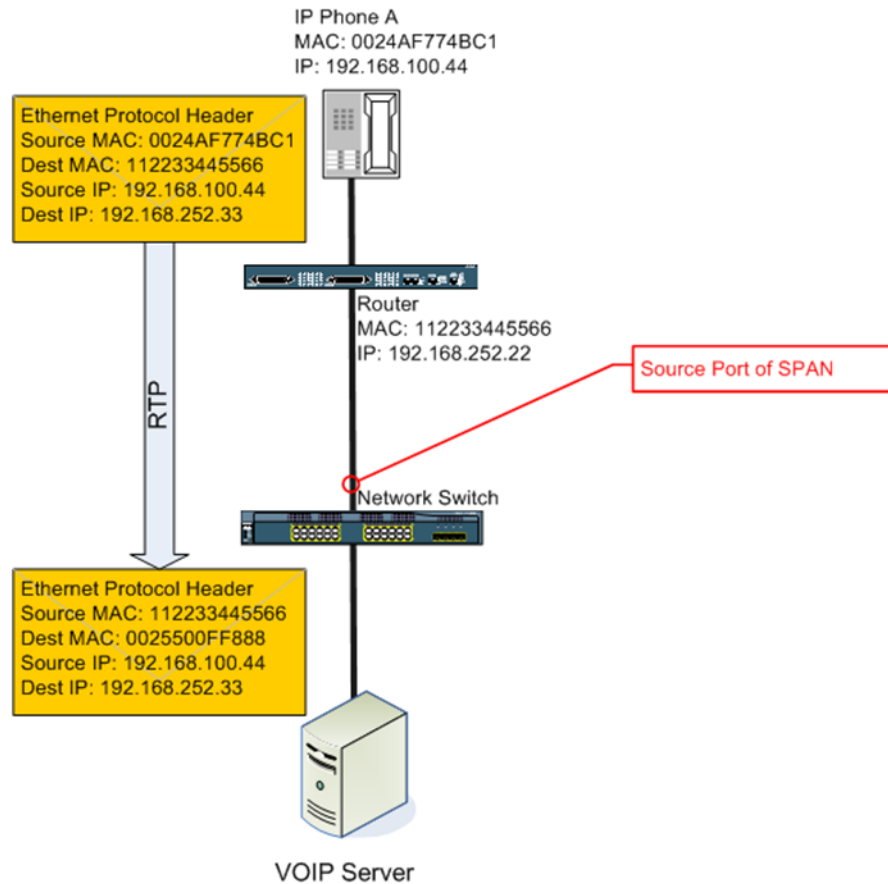 IP Phone A
MAC: 0024AF774BC1
IP: 192.168.100.44
Ethernet Protocol Header
Source MAC: 0024AF774BC1
Dest MAC: 112233445566
Source IP: 192.168.100.44
Dest IP: 192.168.252.33
Router
MAC: 112233445566
IP: 192.168.252.22
Source Port of SPAN
RTP
Network Switch
Ethernet Protocol Header
Source MAC: 112233445566
Dest MAC: 0025500FF888
Source IP: 192.168.100.44
Dest IP: 192.168.252.33
VOIP Server